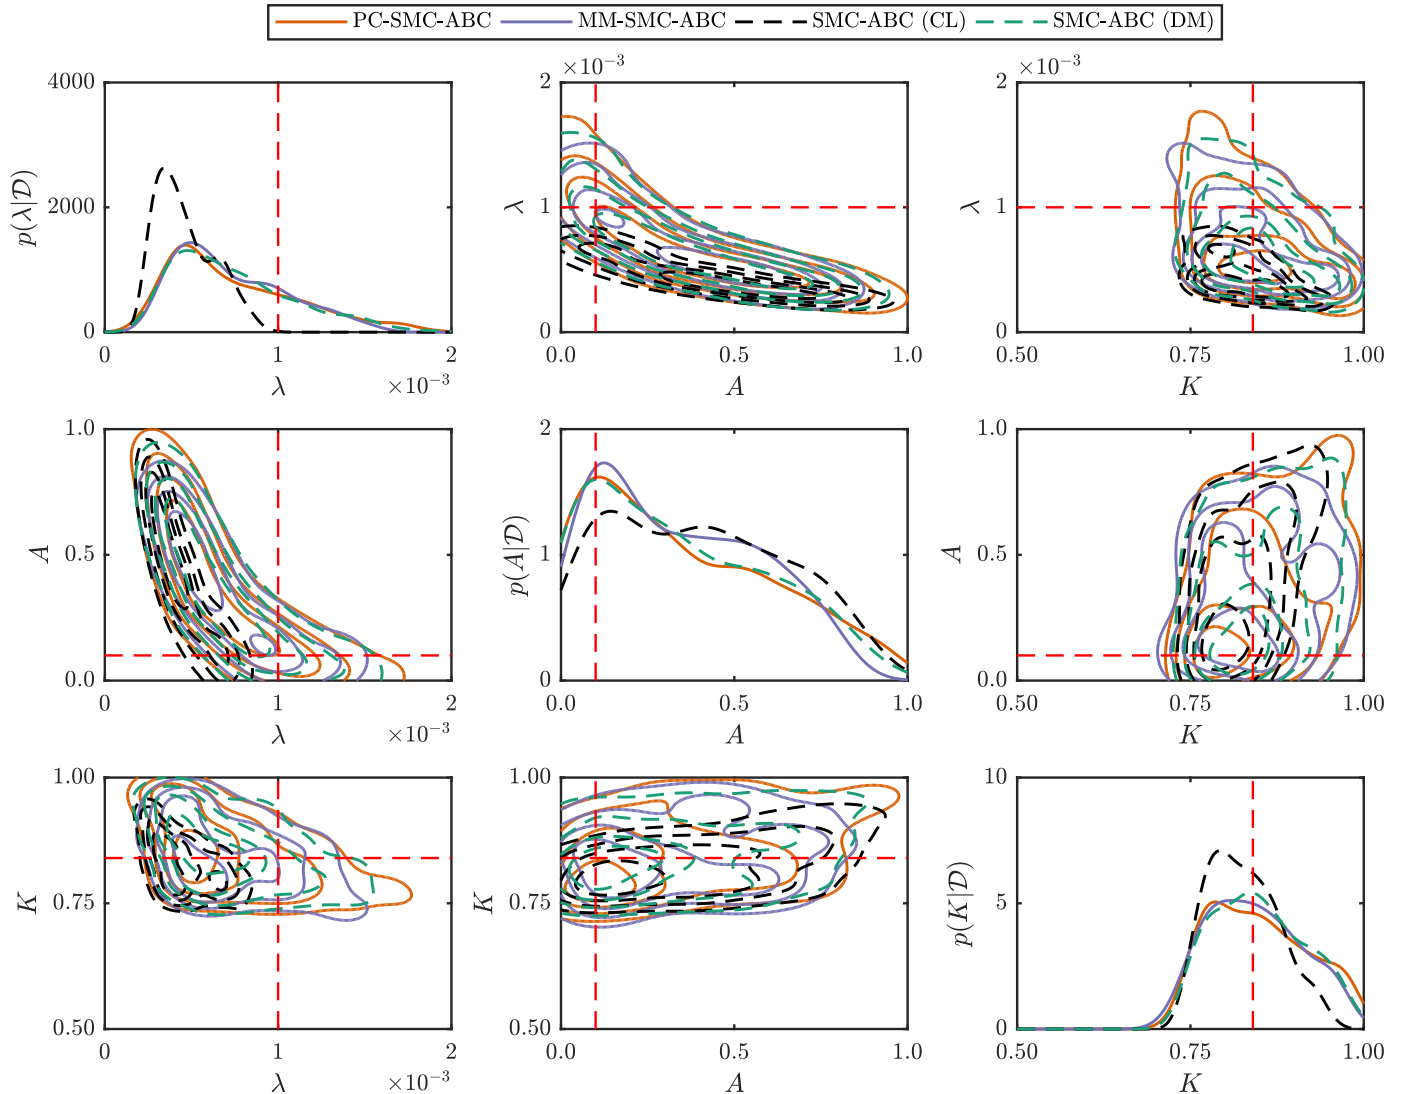 PC-SMC-ABC MM-SMC-ABC SMC-ABC (CL) SMC-ABC (DM)
×10⁻³ ×10⁻³
4000 2 2
p(λ|𝒟) λ λ
2000 1 1
0 0 0
0 1 2 0.0 0.5 1.0 0.50 0.75 1.00
λ ×10⁻³ A K
1.0 2 1.0
A p(A|𝒟) A
0.5 1 0.5
0.0 0 0.0
0 1 2 0.0 0.5 1.0 0.50 0.75 1.00
λ ×10⁻³ A K
1.00 1.00 10
K K p(K|𝒟)
0.75 0.75 5
0.50 0.50 0
0 1 2 0.0 0.5 1.0 0.50 0.75 1.00
λ ×10⁻³ A K